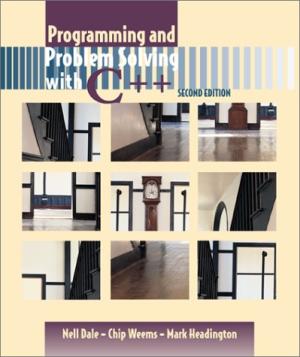 Programming and
Problem Solving
with C++
SECOND EDITION
Nell Dale - Chip Weems - Mark Headington